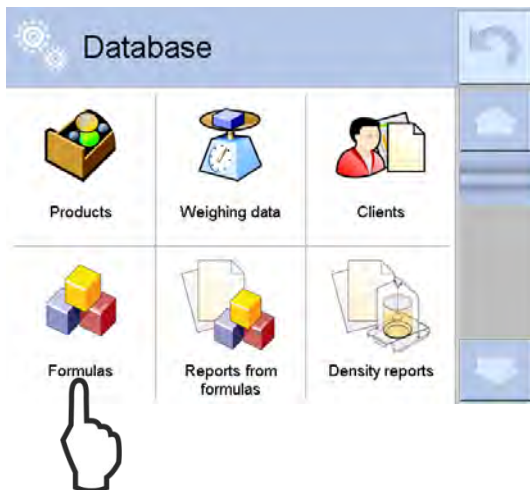 Database
Products
Weighing data
Clients
Formulas
Reports from
formulas
Density reports